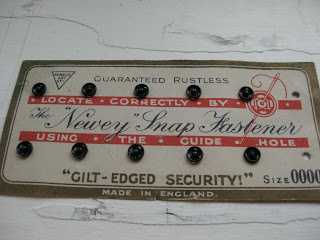 GUARANTEED RUSTLESS
LOCATE · CORRECTLY · BY
The "Newey" Snap Fastener
USING · THE · GUIDE · HOLE
"GILT-EDGED SECURITY!" SIZE 0000
MADE IN ENGLAND.